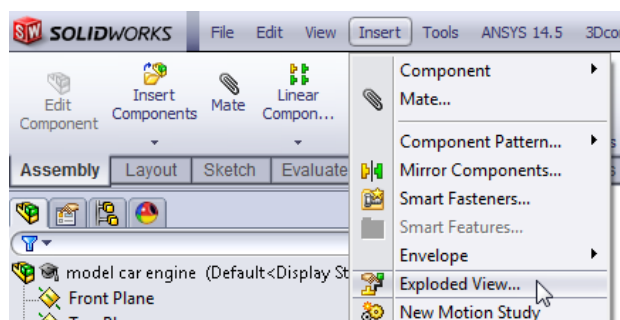 SOLIDWORKS File Edit View Insert Tools ANSYS 14.5
Edit Component
Insert Components
Mate
Linear Compon...
Component
Mate...
Component Pattern...
Mirror Components...
Smart Fasteners...
Smart Features...
Envelope
Exploded View...
New Motion Study
Assembly Layout Sketch Evaluate
model car engine (Default<Display St
Front Plane